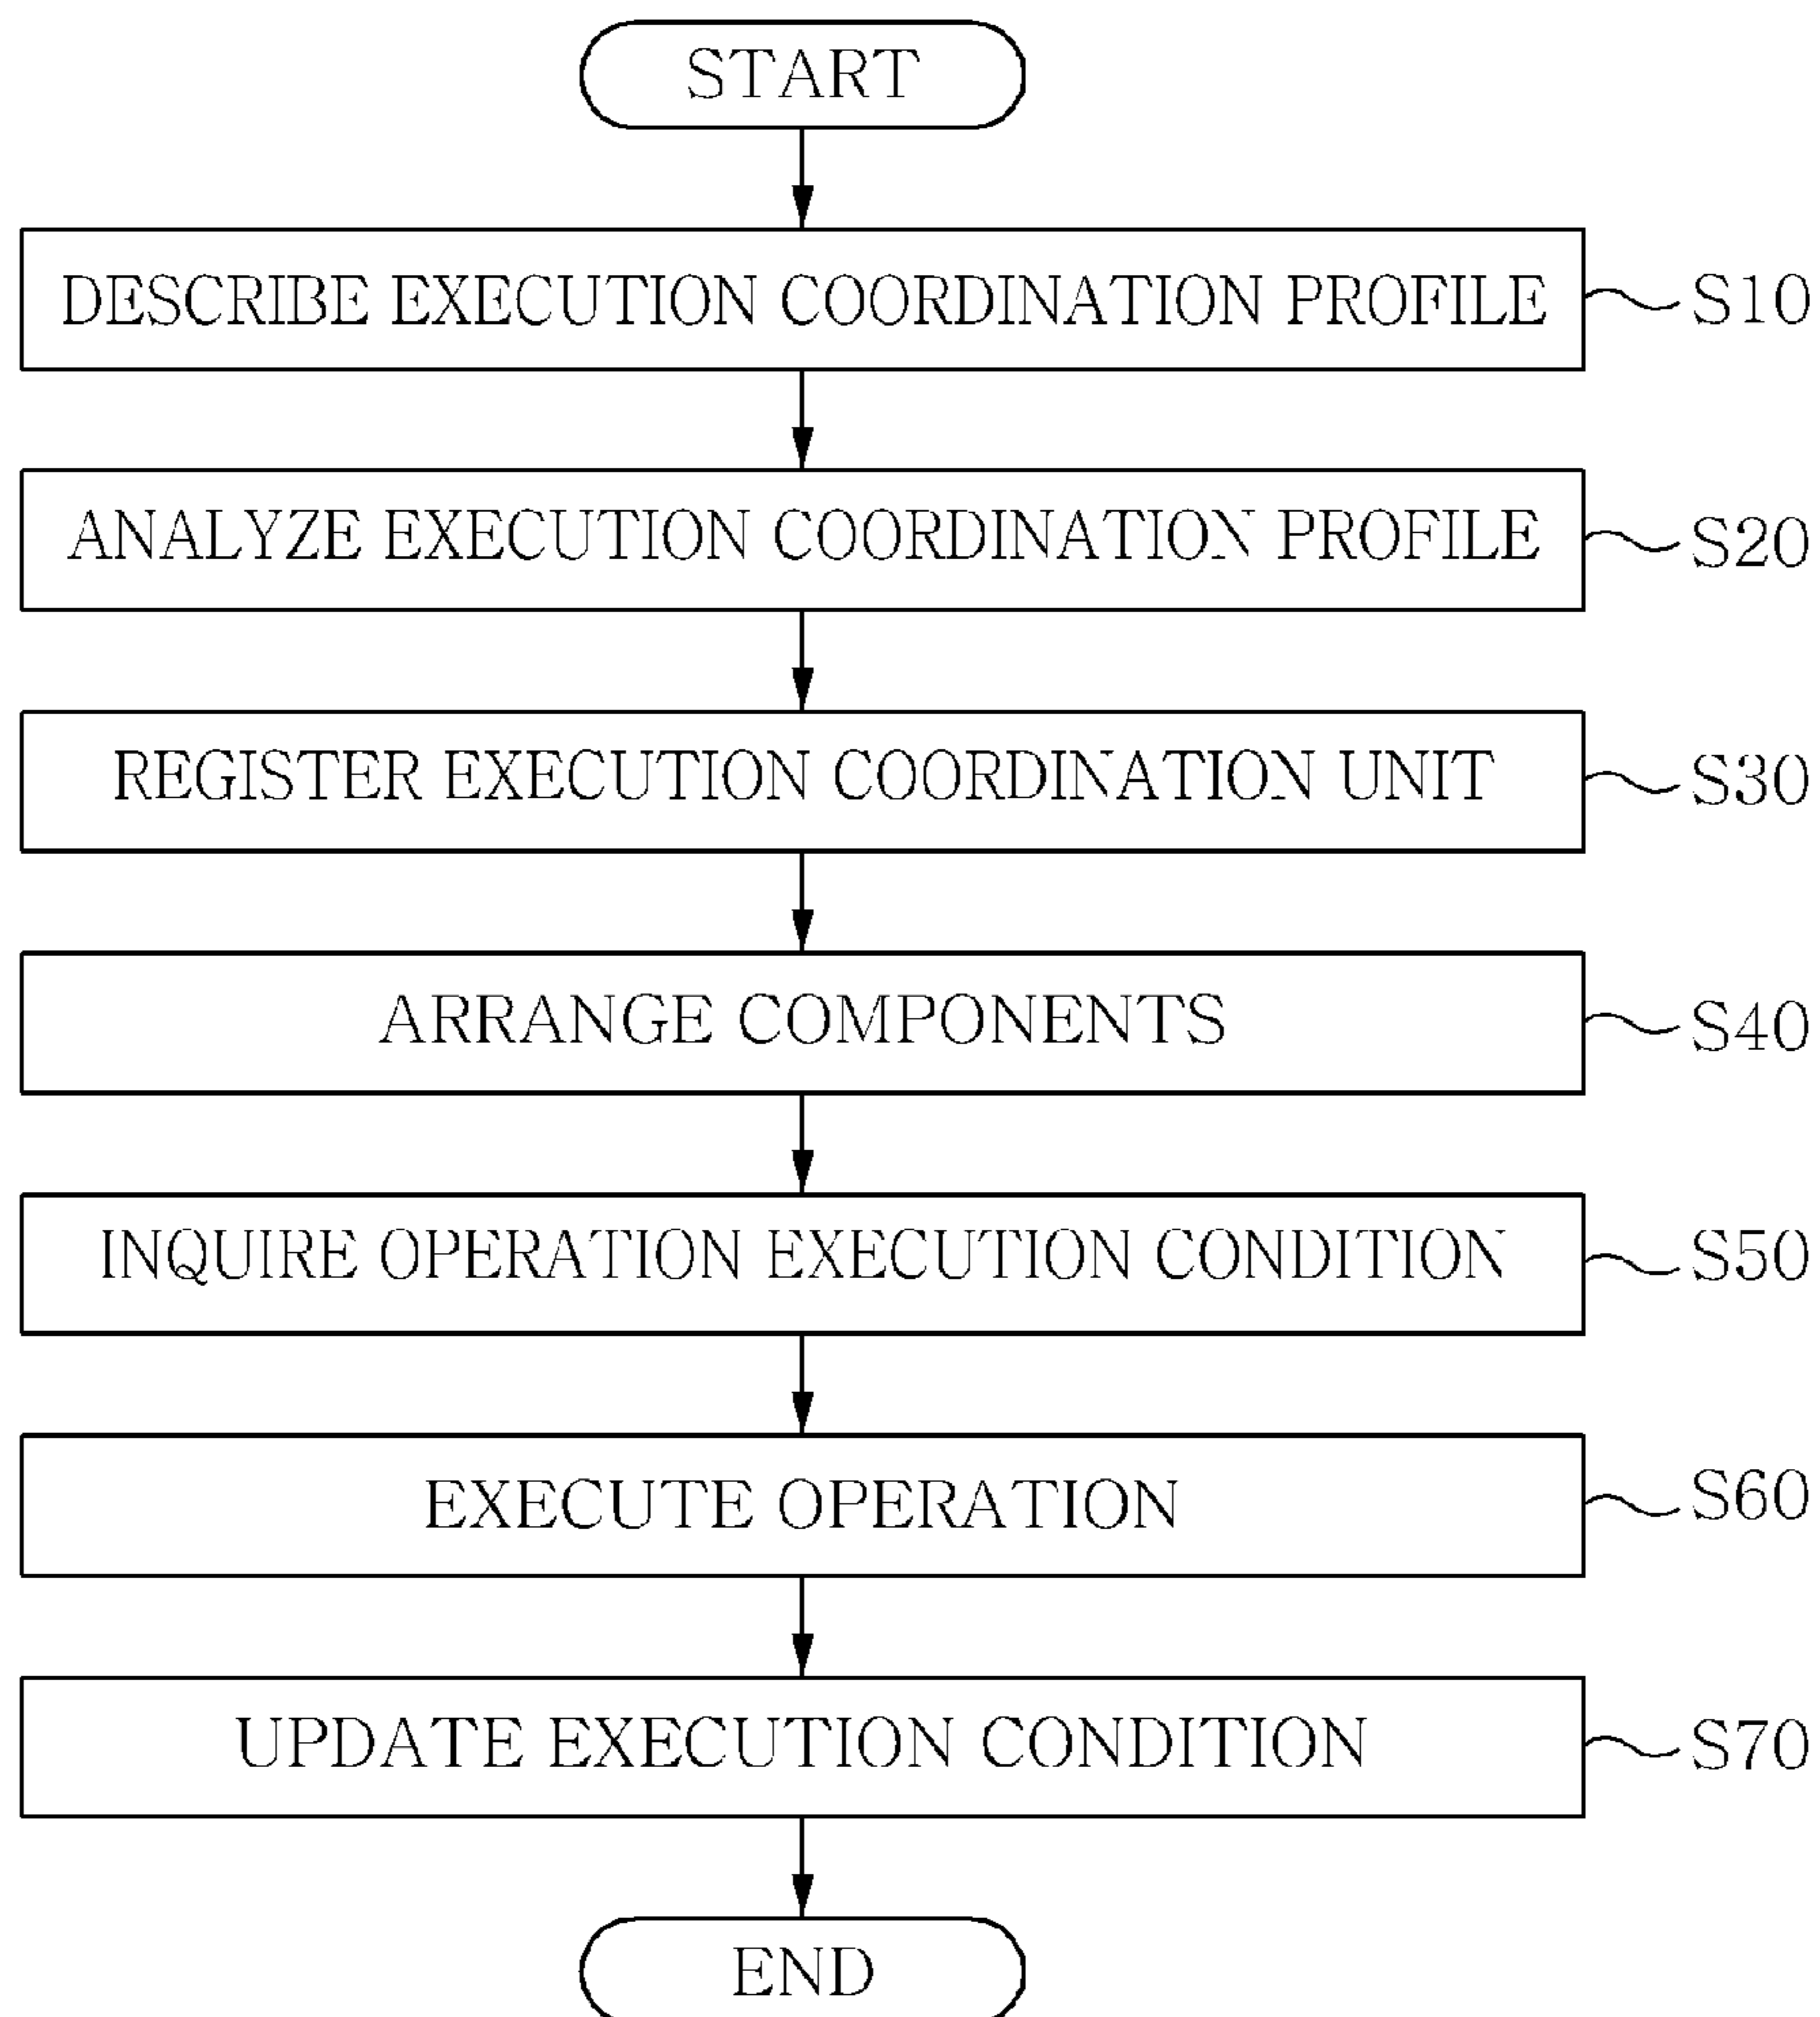 START
DESCRIBE EXECUTION COORDINATION PROFILE
S10
ANALYZE EXECUTION COORDINATION PROFILE
S20
REGISTER EXECUTION COORDINATION UNIT
S30
ARRANGE COMPONENTS
S40
INQUIRE OPERATION EXECUTION CONDITION
S50
EXECUTE OPERATION
S60
UPDATE EXECUTION CONDITION
S70
END